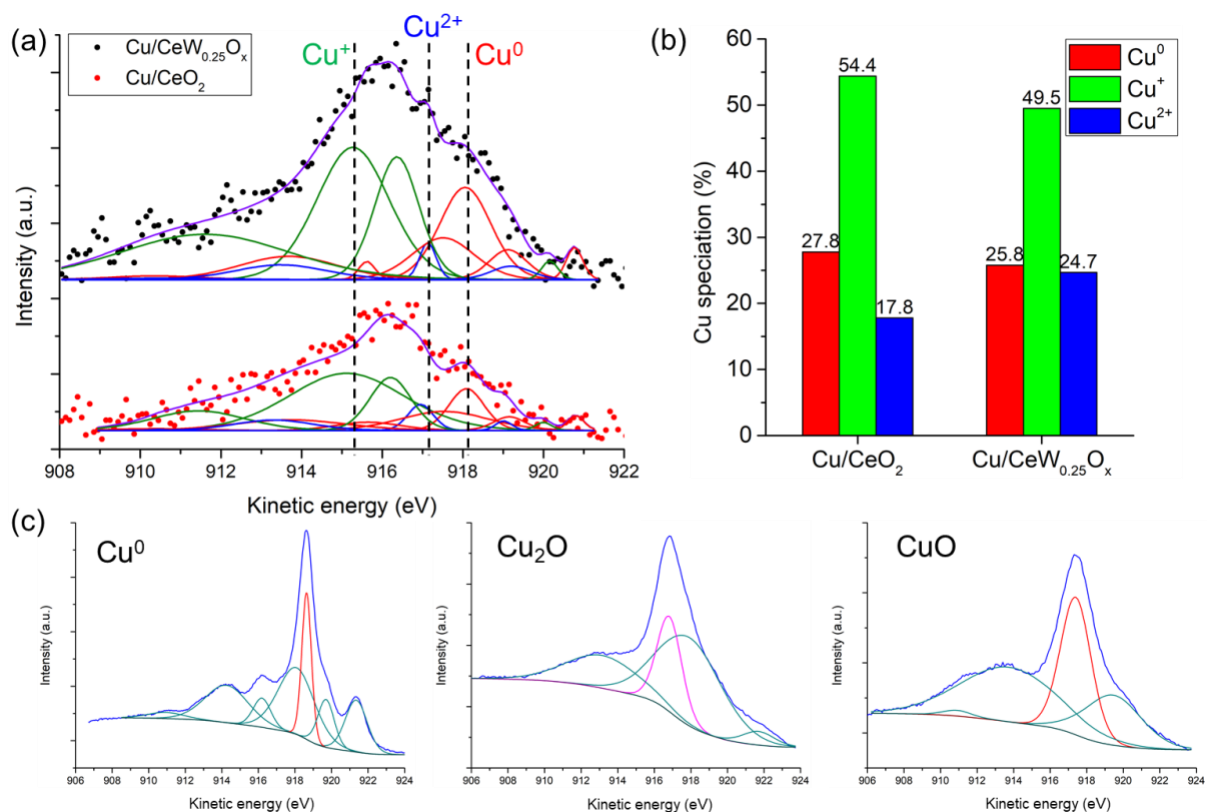 (a)
Cu/CeW0.25Ox
Cu/CeO2
Cu+
Cu2+
Cu0
Intensity (a.u.)
908 910 912 914 916 918 920 922
Kinetic energy (eV)
(b)
Cu0
Cu+
Cu2+
Cu speciation (%)
60
50
40
30
20
10
0
27.8
54.4
17.8
25.8
49.5
24.7
Cu/CeO2
Cu/CeW0.25Ox
(c)
Cu0
Intensity (a.u.)
906 908 910 912 914 916 918 920 922 924
Kinetic energy (eV)
Cu2O
Intensity (a.u.)
906 908 910 912 914 916 918 920 922 924
Kinetic energy (eV)
CuO
Intensity (a.u.)
906 908 910 912 914 916 918 920 922 924
Kinetic energy (eV)